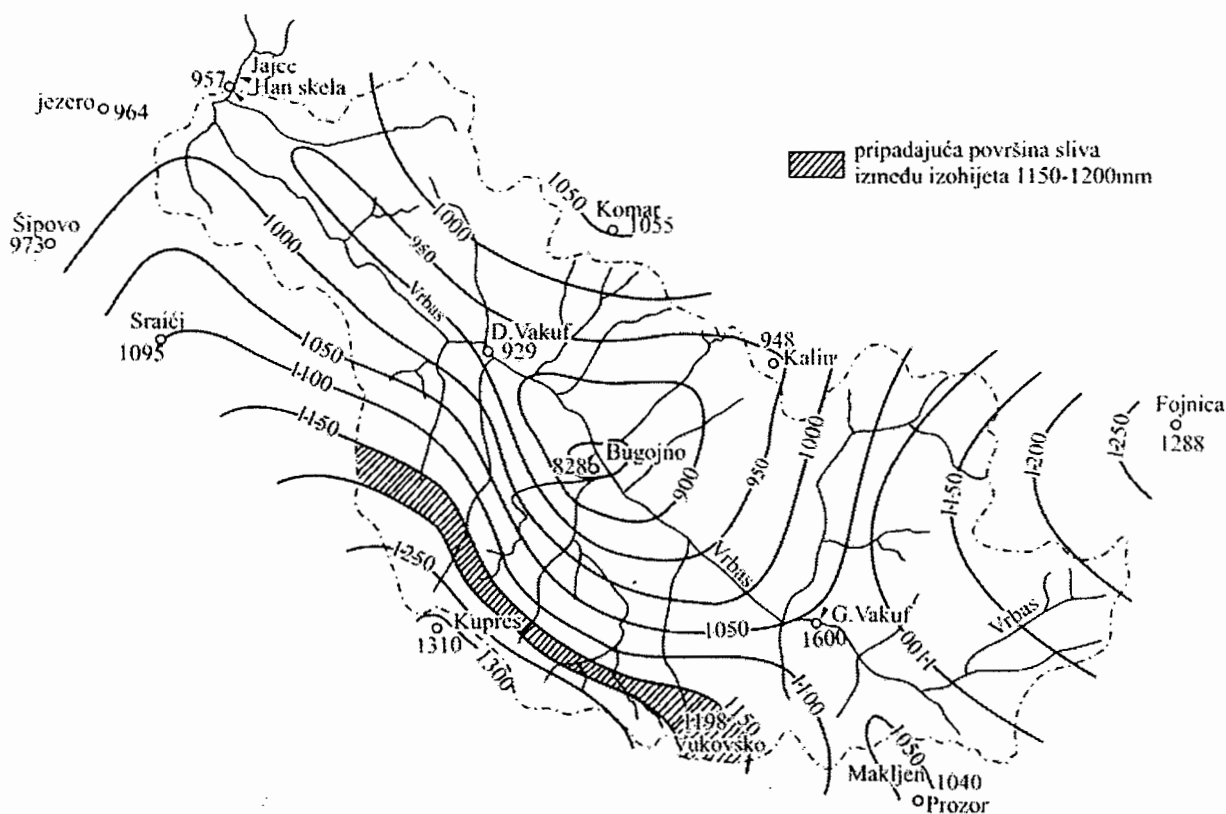 Jajce
957
Han skela
jezero
964
pripadajuća površina sliva
između izohijeta 1150-1200mm
1050
Komar
1055
Šipovo
973
1000
1000
950
Vrbas
Sraići
1095
D.Vakuf
929
948
Kalin
1050
1100
1150
Fojnica
1288
1250
1200
1150
1000
950
900
Bugojno
828
1250
Vrbas
Kupres
1310
1300
1050
G.Vakuf
1600
Vrbas
1100
1100
1150
1198
Vukovsko
1050
Makljen
1040
Prozor